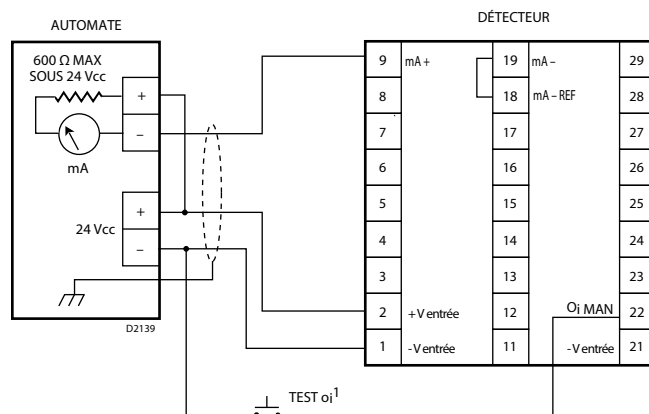 AUTOMATE
DÉTECTEUR
600 Ω MAX
SOUS 24 Vcc
+
–
mA
24 Vcc
+
–
D2139
9 mA + 19 mA – 29
8 18 mA – REF 28
7 17 27
6 16 26
5 15 25
4 14 24
3 13 23
2 +V entrée 12 Oi MAN 22
1 -V entrée 11 -V entrée 21
TEST oi1